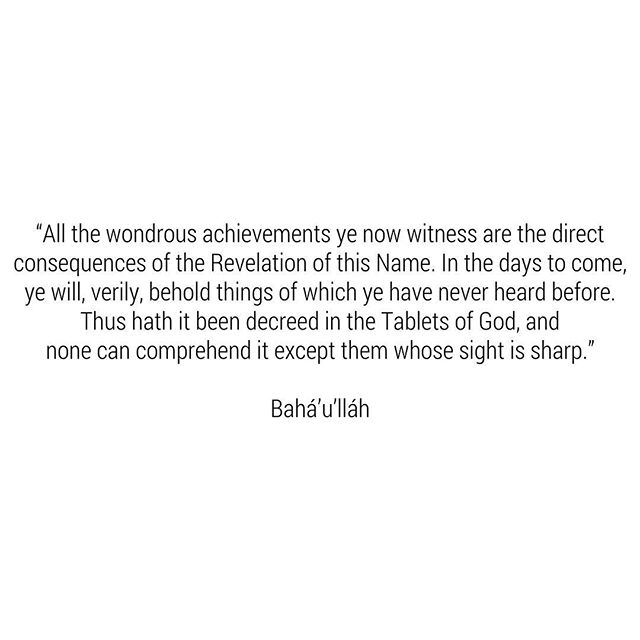 “All the wondrous achievements ye now witness are the direct
consequences of the Revelation of this Name. In the days to come,
ye will, verily, behold things of which ye have never heard before.
Thus hath it been decreed in the Tablets of God, and
none can comprehend it except them whose sight is sharp.”
Bahá’u’lláh